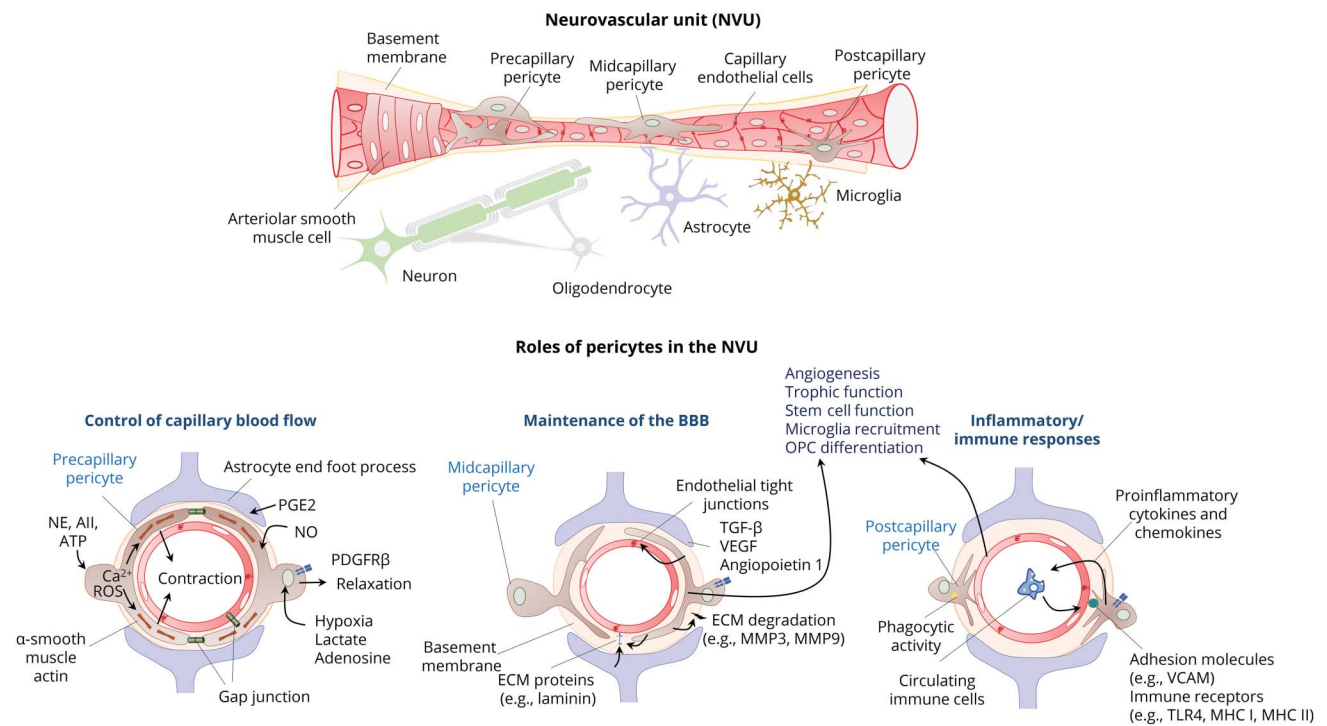 Neurovascular unit (NVU)
Basement
membrane
Precapillary
pericyte
Midcapillary
pericyte
Capillary
endothelial cells
Postcapillary
pericyte
Arteriolar smooth
muscle cell
Neuron
Oligodendrocyte
Astrocyte
Microglia
Roles of pericytes in the NVU
Control of capillary blood flow
Precapillary
pericyte
Astrocyte end foot process
NE, AII,
ATP
PGE2
NO
Ca²⁺
ROS
Contraction
PDGFRβ
Relaxation
Hypoxia
Lactate
Adenosine
α-smooth
muscle
actin
Gap junction
Maintenance of the BBB
Midcapillary
pericyte
Endothelial tight
junctions
TGF-β
VEGF
Angiopoietin 1
ECM degradation
(e.g., MMP3, MMP9)
Basement
membrane
ECM proteins
(e.g., laminin)
Angiogenesis
Trophic function
Stem cell function
Microglia recruitment
OPC differentiation
Inflammatory/
immune responses
Postcapillary
pericyte
Proinflammatory
cytokines and
chemokines
Phagocytic
activity
Circulating
immune cells
Adhesion molecules
(e.g., VCAM)
Immune receptors
(e.g., TLR4, MHC I, MHC II)